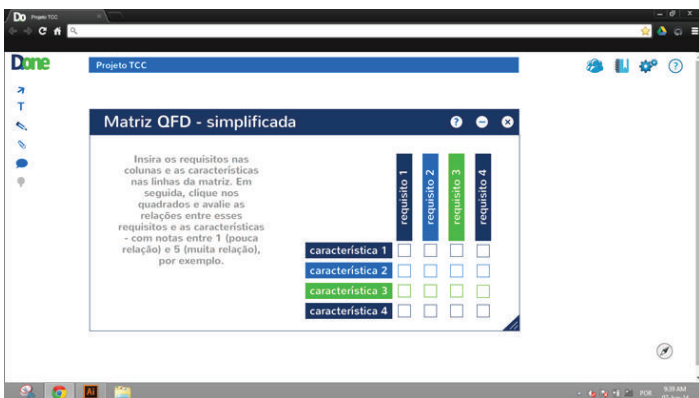 Do Projeto TCC
Done
Projeto TCC
T
Matriz QFD - simplificada
Insira os requisitos nas
colunas e as características
nas linhas da matriz. Em
seguida, clique nos
quadrados e avalie as
relações entre esses
requisitos e as características
- com notas entre 1 (pouca
relação) e 5 (muita relação),
por exemplo.
requisito 1
requisito 2
requisito 3
requisito 4
característica 1
característica 2
característica 3
característica 4
Ai
POR
9:39 AM